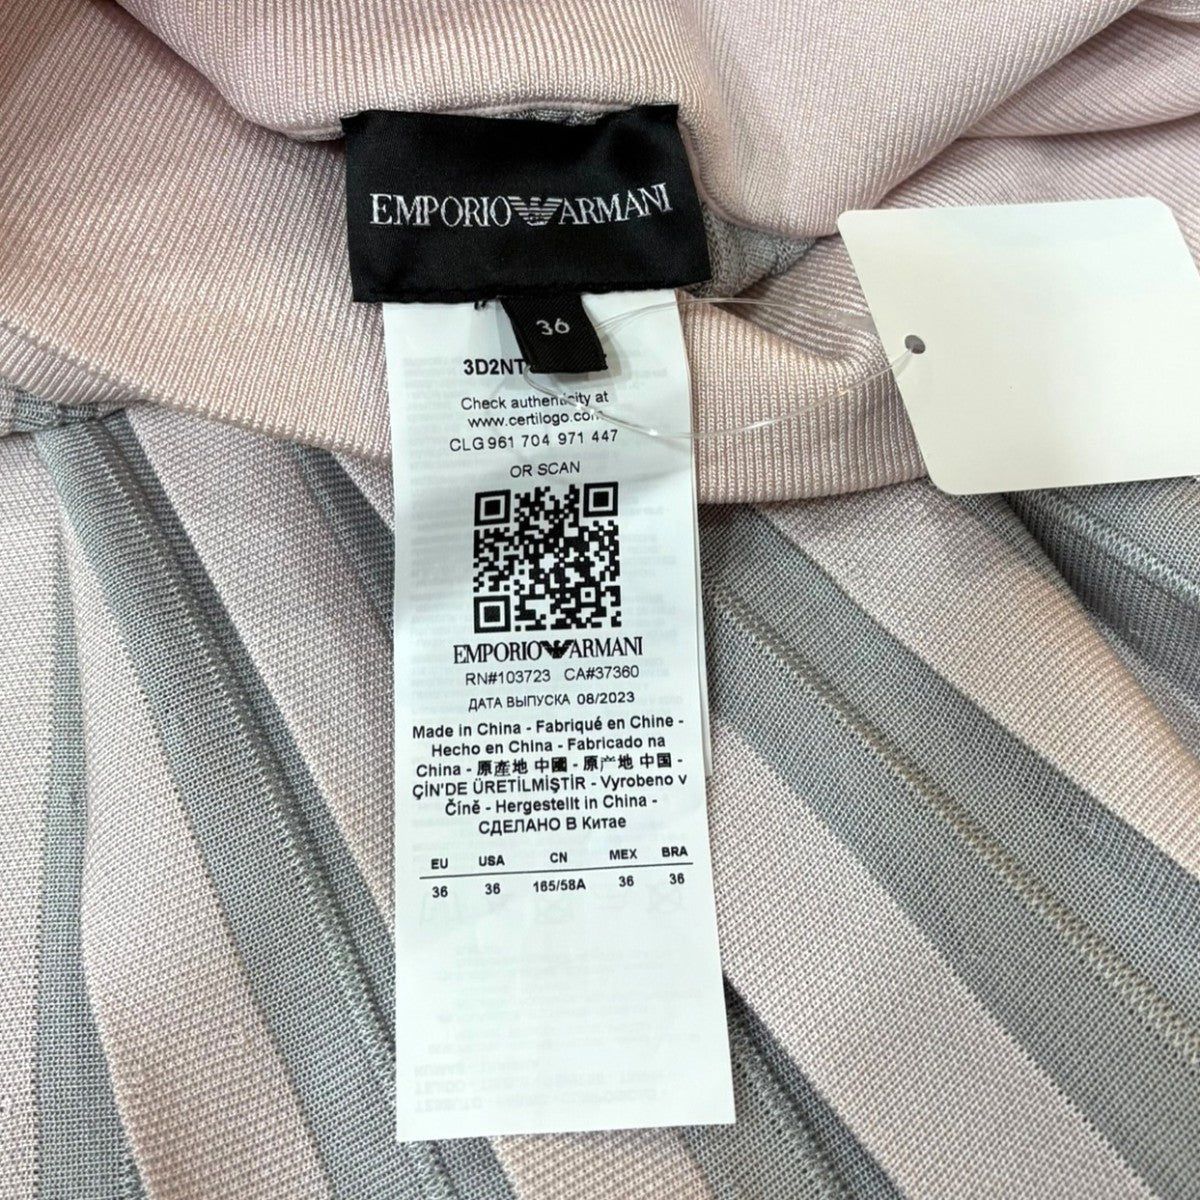 EMPORIO ARMANI
36
3D2NT
Check authenticity at
www.certilogo.com
CLG 961 704 971 447
OR SCAN
EMPORIO ARMANI
RN#103723 CA#37360
ДАТА ВЫПУСКА 08/2023
Made in China - Fabriqué en Chine -
Hecho en China - Fabricado na
China - 原產地 中國 - 原产地 中国 -
ÇİN'DE ÜRETİLMİŞTİR - Vyrobeno v
Číně - Hergestellt in China -
СДЕЛАНО В Китае
EU USA CN MEX BRA
36 36 165/58A 36 36